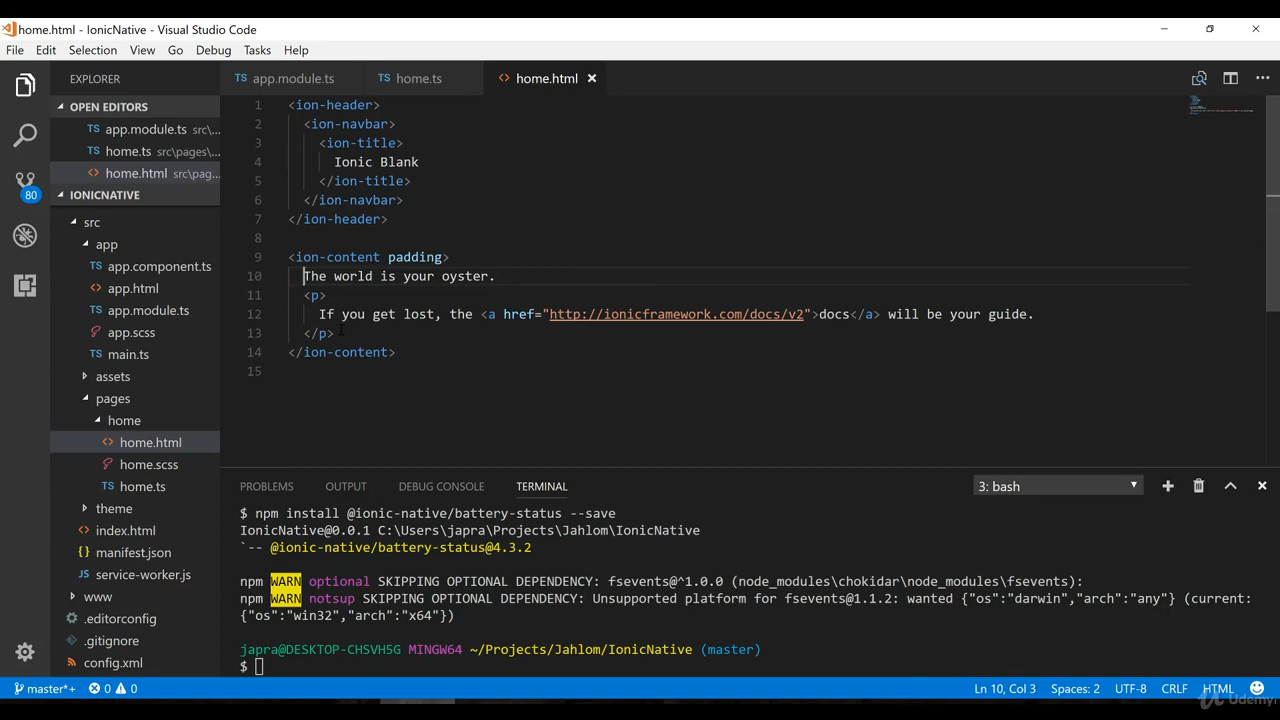 home.html - IonicNative - Visual Studio Code
File Edit Selection View Go Debug Tasks Help
EXPLORER
TS app.module.ts TS home.ts <> home.html
OPEN EDITORS
TS app.module.ts src\...
TS home.ts src\pages\...
<> home.html src\pag...
80
IONICNATIVE
src
app
TS app.component.ts
<> app.html
TS app.module.ts
app.scss
TS main.ts
assets
pages
home
<> home.html
home.scss
TS home.ts
theme
<> index.html
{} manifest.json
JS service-worker.js
www
.editorconfig
.gitignore
config.xml
1 <ion-header>
2 <ion-navbar>
3 <ion-title>
4 Ionic Blank
5 </ion-title>
6 </ion-navbar>
7 </ion-header>
8
9 <ion-content padding>
10 The world is your oyster.
11 <p>
12 If you get lost, the <a href="http://ionicframework.com/docs/v2">docs</a> will be your guide.
13 </p>
14 </ion-content>
15
PROBLEMS OUTPUT DEBUG CONSOLE TERMINAL 3: bash
$ npm install @ionic-native/battery-status --save
IonicNative@0.0.1 C:\Users\japra\Projects\Jahlom\IonicNative
`-- @ionic-native/battery-status@4.3.2
npm WARN optional SKIPPING OPTIONAL DEPENDENCY: fsevents@^1.0.0 (node_modules\chokidar\node_modules\fsevents):
npm WARN notsup SKIPPING OPTIONAL DEPENDENCY: Unsupported platform for fsevents@1.1.2: wanted {"os":"darwin","arch":"any"} (current:
{"os":"win32","arch":"x64"})
japra@DESKTOP-CHSVH5G MINGW64 ~/Projects/Jahlom/IonicNative (master)
$
master*+ 0 0 Ln 10, Col 3 Spaces: 2 UTF-8 CRLF HTML
Udemy